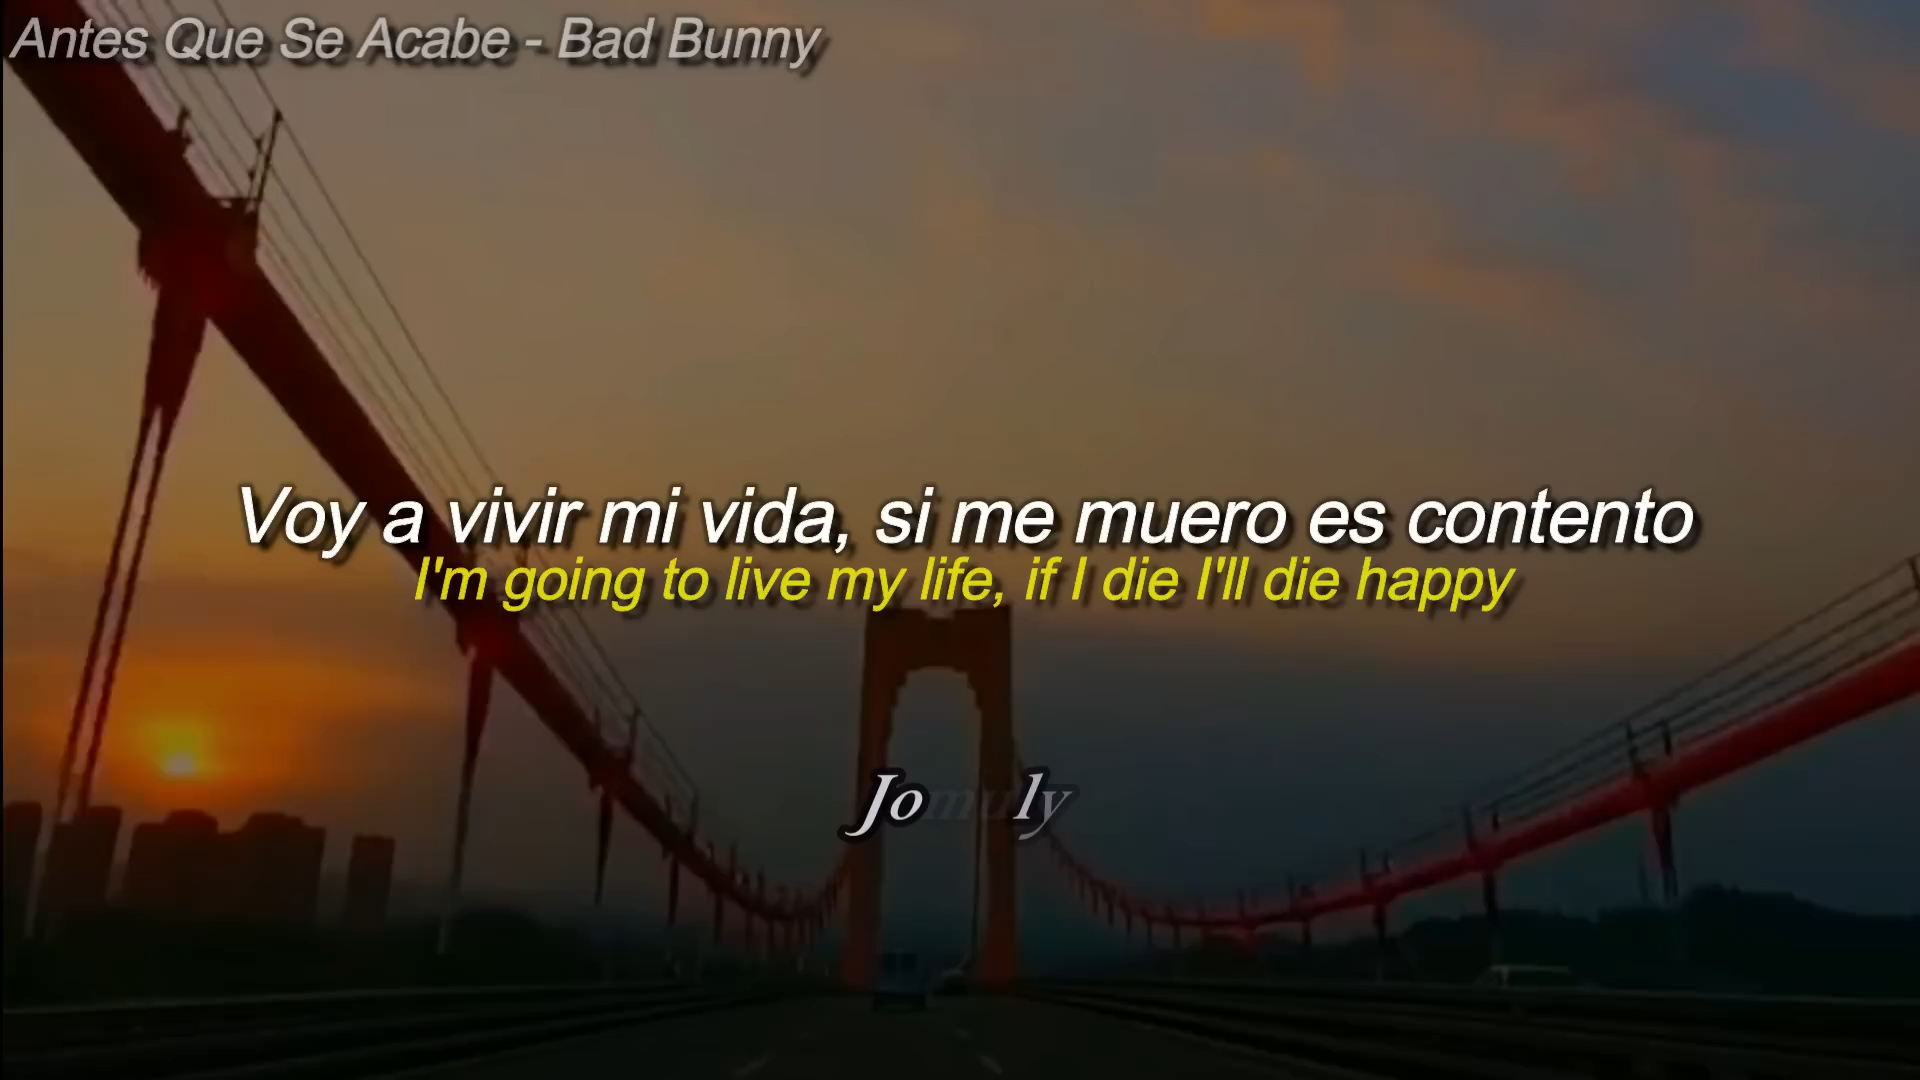 Antes Que Se Acabe - Bad Bunny
Voy a vivir mi vida, si me muero es contento
I'm going to live my life, if I die I'll die happy
Jomuly